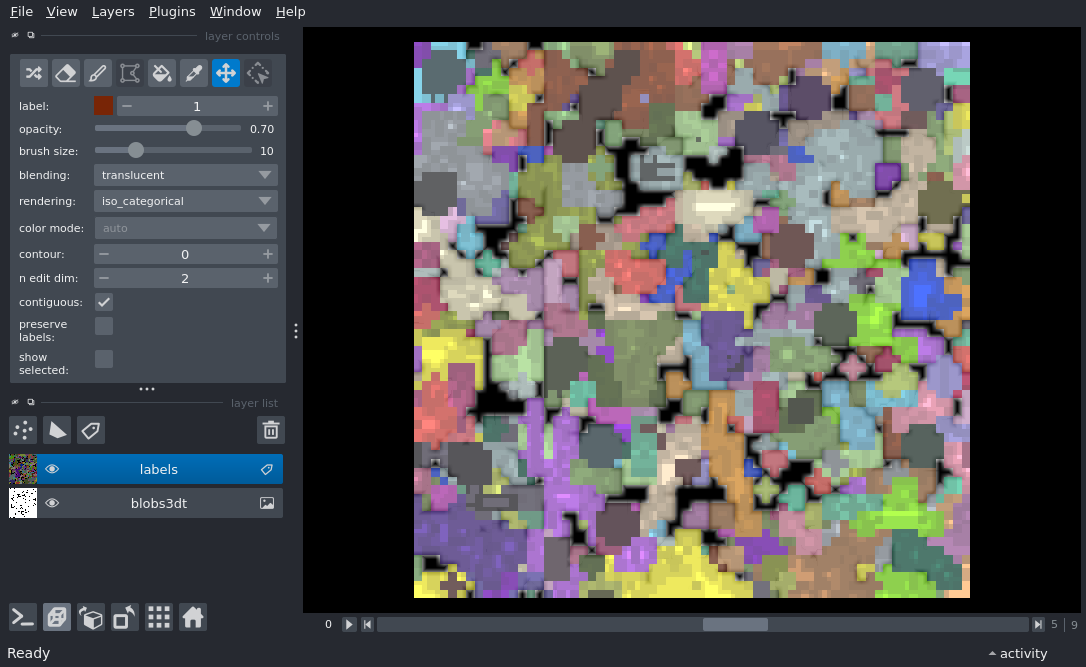 File View Layers Plugins Window Help
layer controls
label: 1
opacity: 0.70
brush size: 10
blending: translucent
rendering: iso_categorical
color mode: auto
contour: 0
n edit dim: 2
contiguous:
preserve
labels:
show
selected:
layer list
labels
blobs3dt
0 5 9
Ready activity